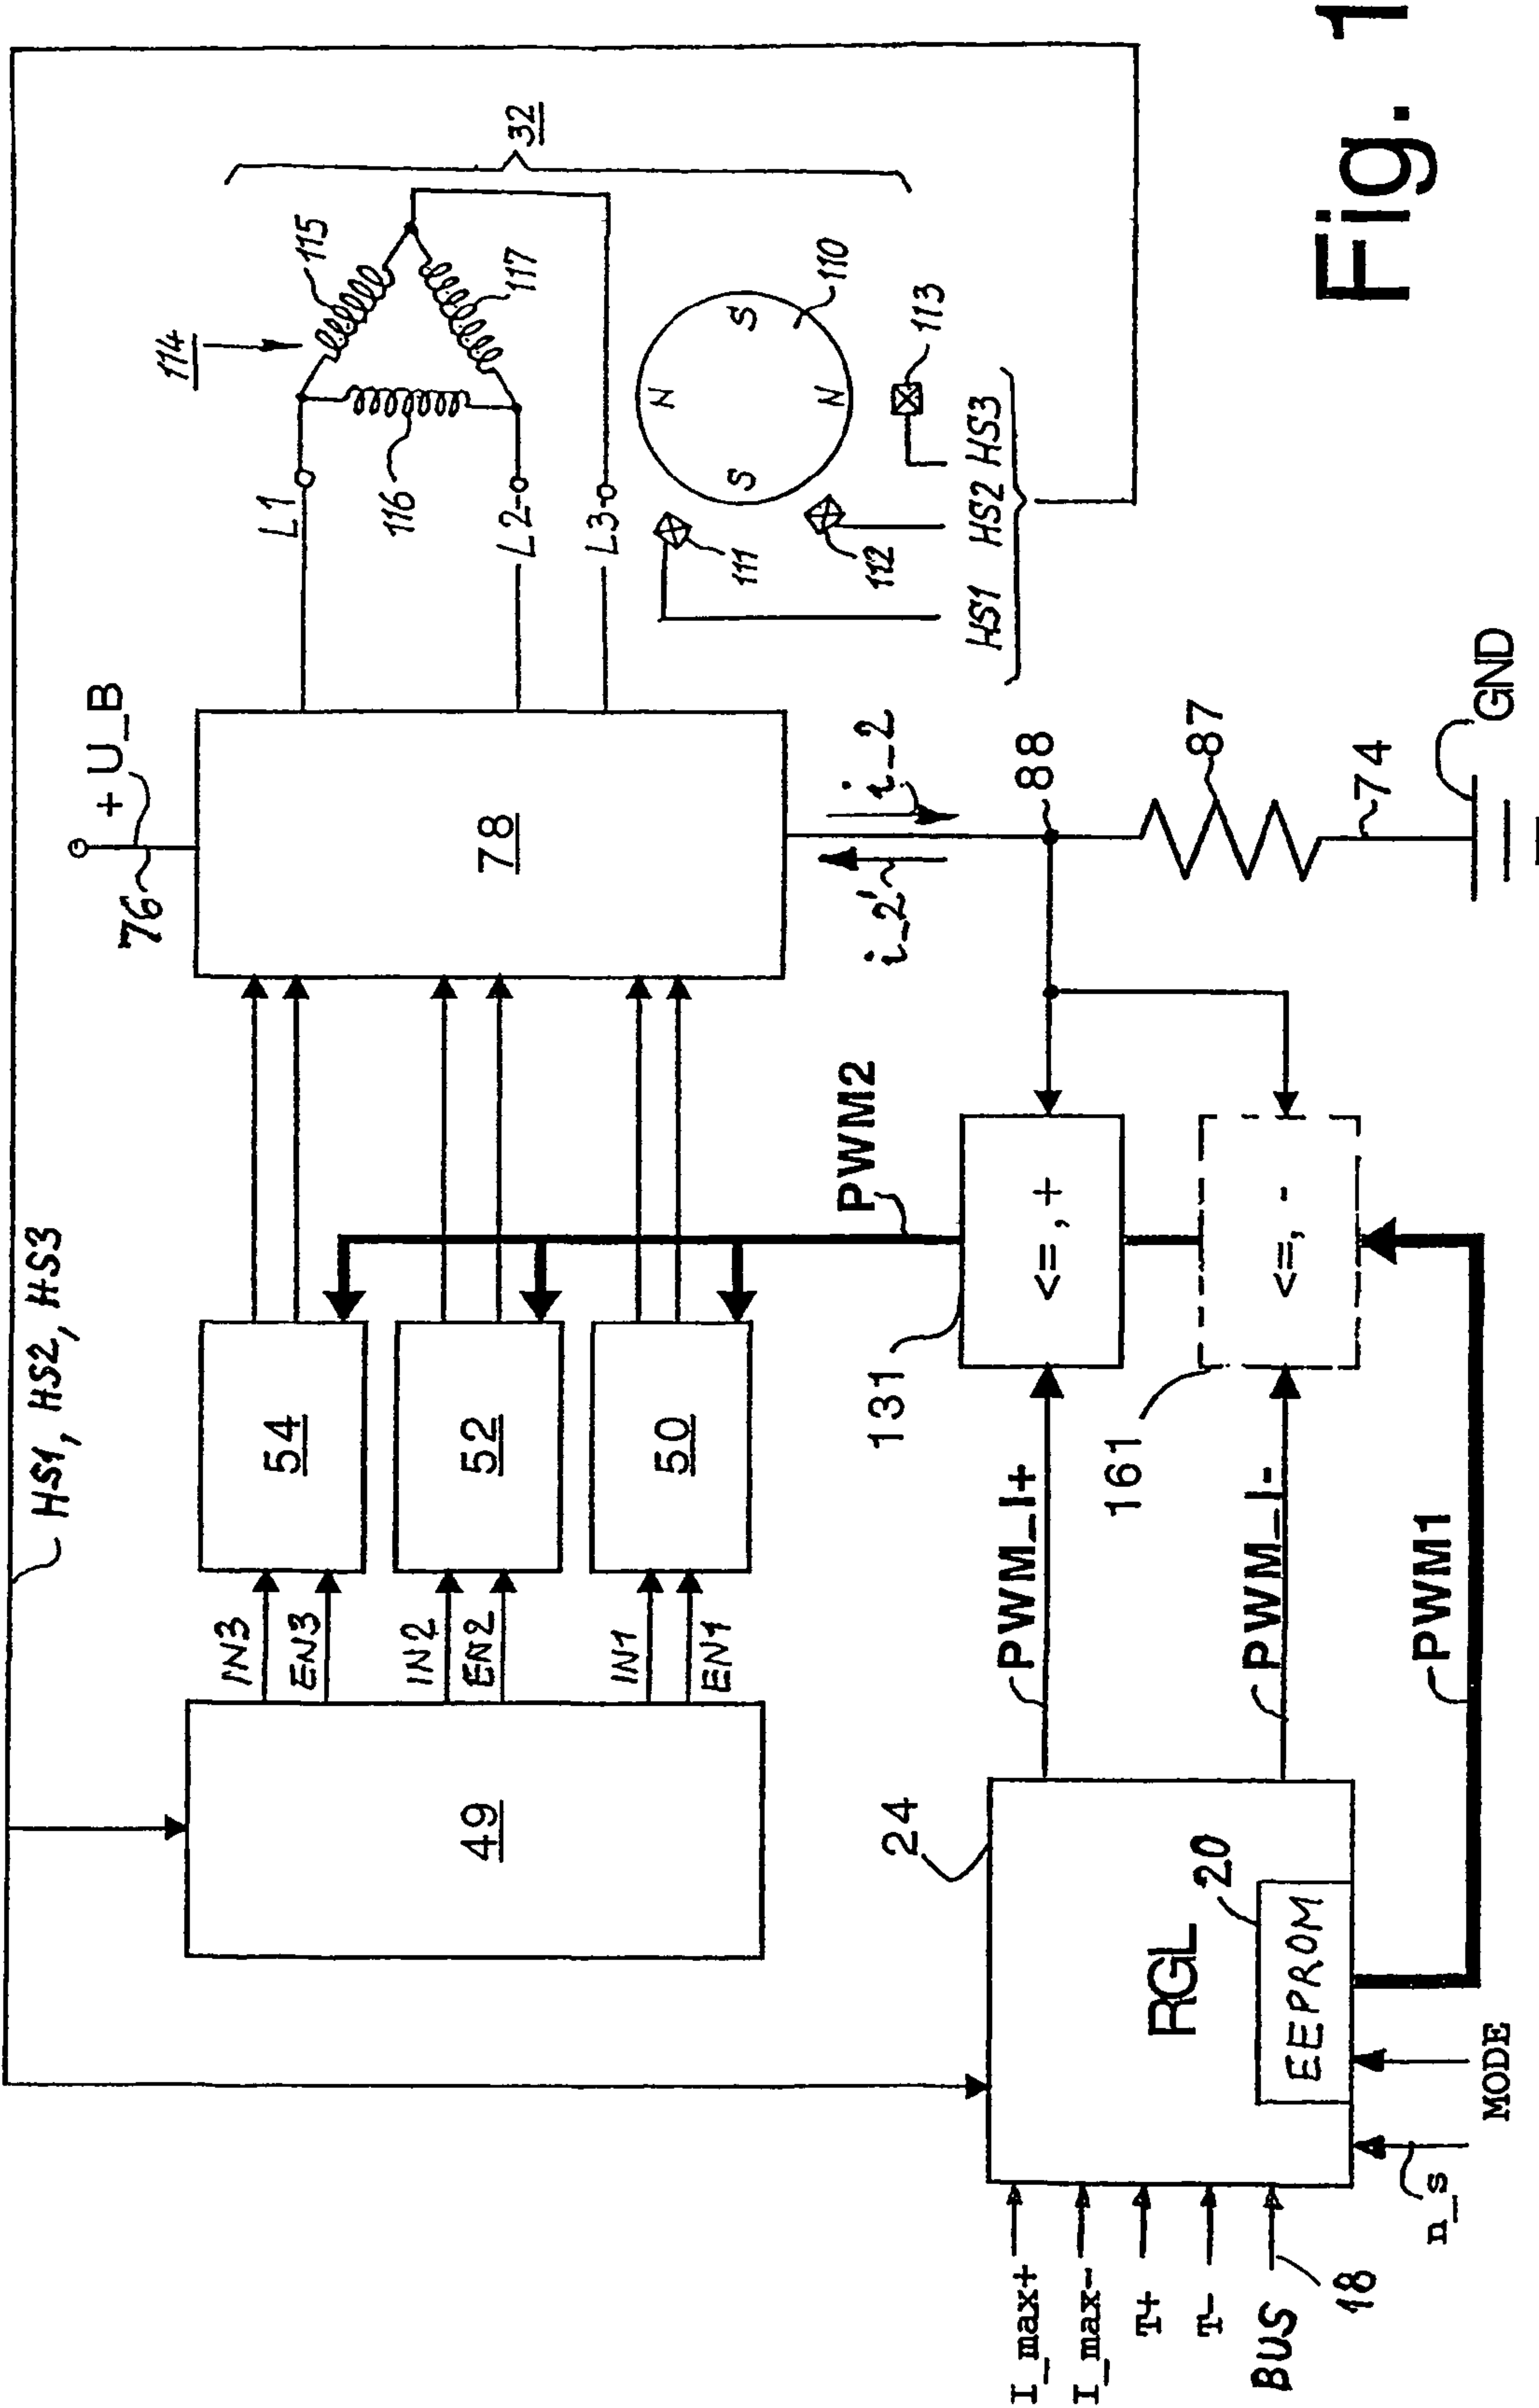 HS1, HS2, HS3
+ U_B
76
114
115
32
L1
116
117
L2
L3
54
52
50
78
49
IN3
EN3
IN2
EN2
IN1
EN1
111
112
110
113
N
S
S
N
HS1 HS2 HS3
i_2'
i_2
PWM2
88
87
74
GND
131
<=, +
161
<=, -
PWM_I+
PWM_I-
PWM1
24
RGL
20
EEPROM
I_max+
I_max-
T+
T-
BUS
18
n_s
MODE
Fig. 1